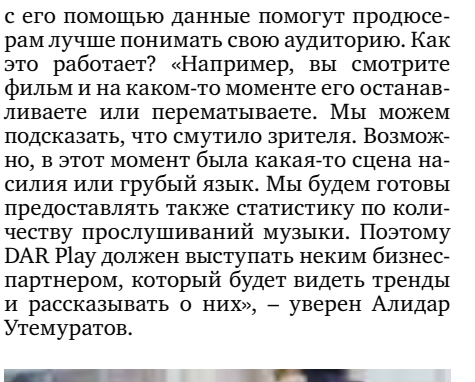 с его помощью данные помогут продюсе-
рам лучше понимать свою аудиторию. Как
это работает? «Например, вы смотрите
фильм и на каком-то моменте его останав-
ливаете или перематываете. Мы можем
подсказать, что смутило зрителя. Возмож-
но, в этот момент была какая-то сцена на-
силия или грубый язык. Мы будем готовы
предоставлять также статистику по коли-
честву прослушиваний музыки. Поэтому
DAR Play должен выступать неким бизнес-
партнером, который будет видеть тренды
и рассказывать о них», – уверен Алидар
Утемуратов.